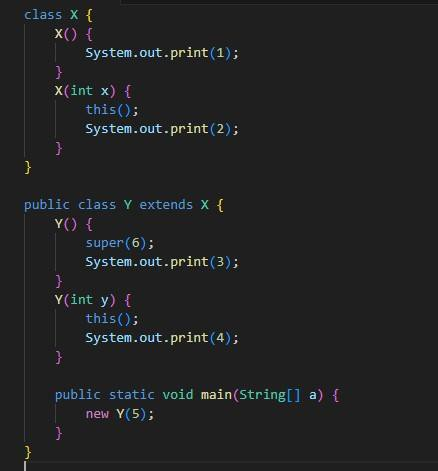 class X {
    X() {
        System.out.print(1);
    }
    X(int x) {
        this();
        System.out.print(2);
    }
}

public class Y extends X {
    Y() {
        super(6);
        System.out.print(3);
    }
    Y(int y) {
        this();
        System.out.print(4);
    }

    public static void main(String[] a) {
        new Y(5);
    }
}